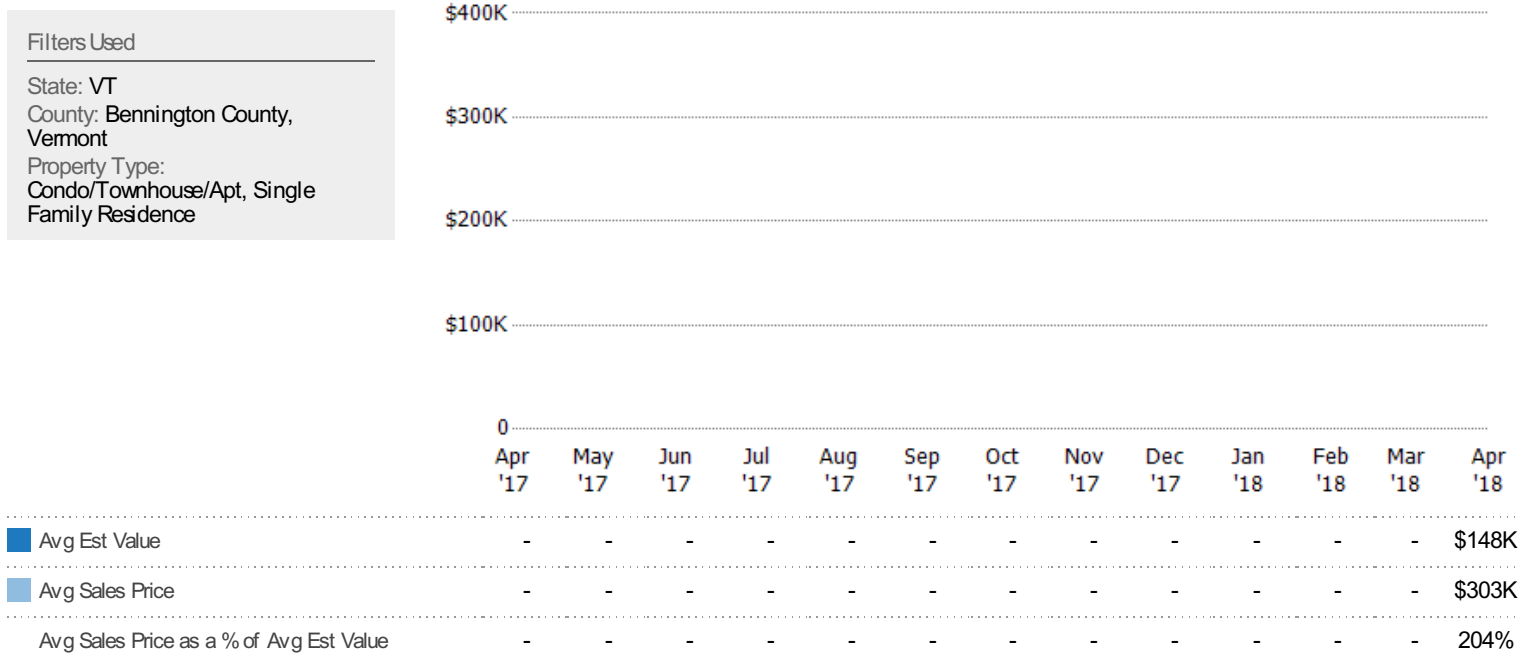 Filters Used
State: VT
County: Bennington County,
Vermont
Property Type:
Condo/Townhouse/Apt, Single
Family Residence
$400K
$300K
$200K
$100K
0
Apr May Jun Jul Aug Sep Oct Nov Dec Jan Feb Mar Apr
'17 '17 '17 '17 '17 '17 '17 '17 '17 '18 '18 '18 '18
Avg Est Value - - - - - - - - - - - - $148K
Avg Sales Price - - - - - - - - - - - - $303K
Avg Sales Price as a % of Avg Est Value - - - - - - - - - - - - 204%